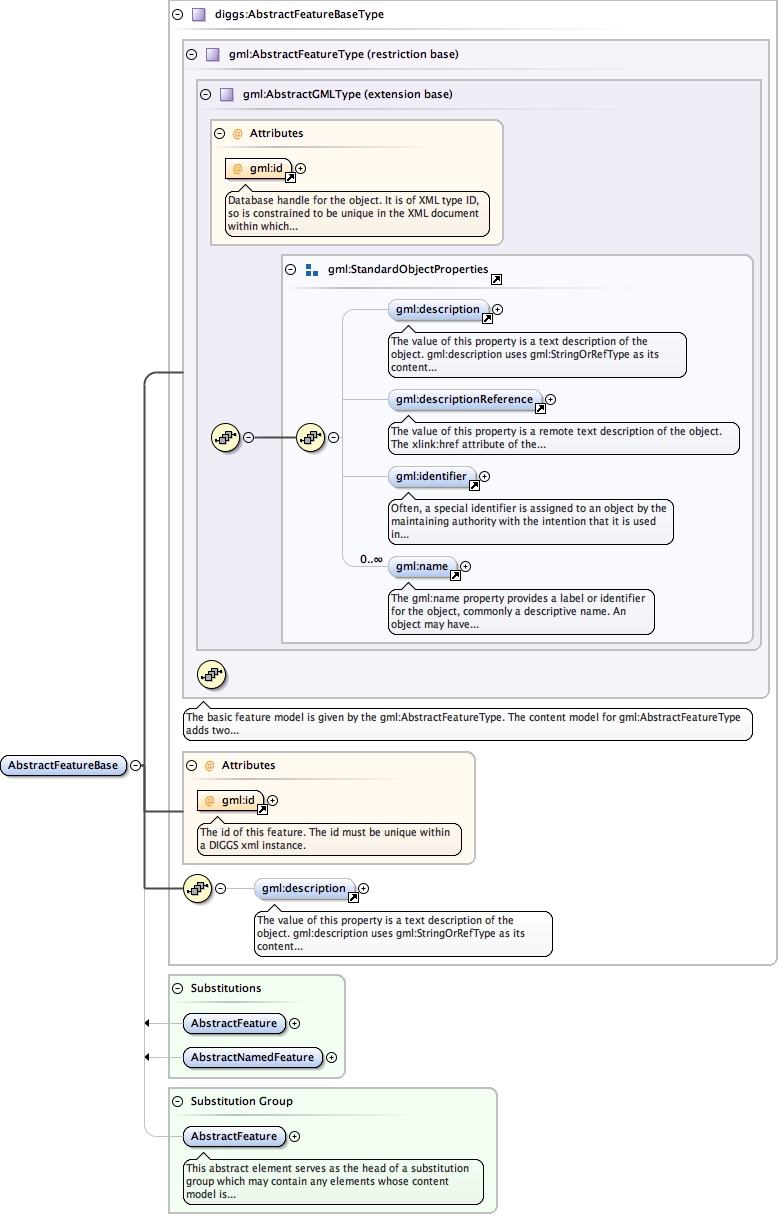 diggs:AbstractFeatureBaseType
gml:AbstractFeatureType (restriction base)
gml:AbstractGMLType (extension base)
@ Attributes
@ gml:id
Database handle for the object. It is of XML type ID,
so is constrained to be unique in the XML document
within which...
gml:StandardObjectProperties
gml:description
The value of this property is a text description of the
object. gml:description uses gml:StringOrRefType as its
content...
gml:descriptionReference
The value of this property is a remote text description of the object.
The xlink:href attribute of the...
gml:identifier
Often, a special identifier is assigned to an object by the
maintaining authority with the intention that it is used
in...
0..∞
gml:name
The gml:name property provides a label or identifier
for the object, commonly a descriptive name. An
object may have...
The basic feature model is given by the gml:AbstractFeatureType. The content model for gml:AbstractFeatureType
adds two...
AbstractFeatureBase
@ Attributes
@ gml:id
The id of this feature. The id must be unique within
a DIGGS xml instance.
gml:description
The value of this property is a text description of the
object. gml:description uses gml:StringOrRefType as its
content...
Substitutions
AbstractFeature
AbstractNamedFeature
Substitution Group
AbstractFeature
This abstract element serves as the head of a substitution
group which may contain any elements whose content
model is...